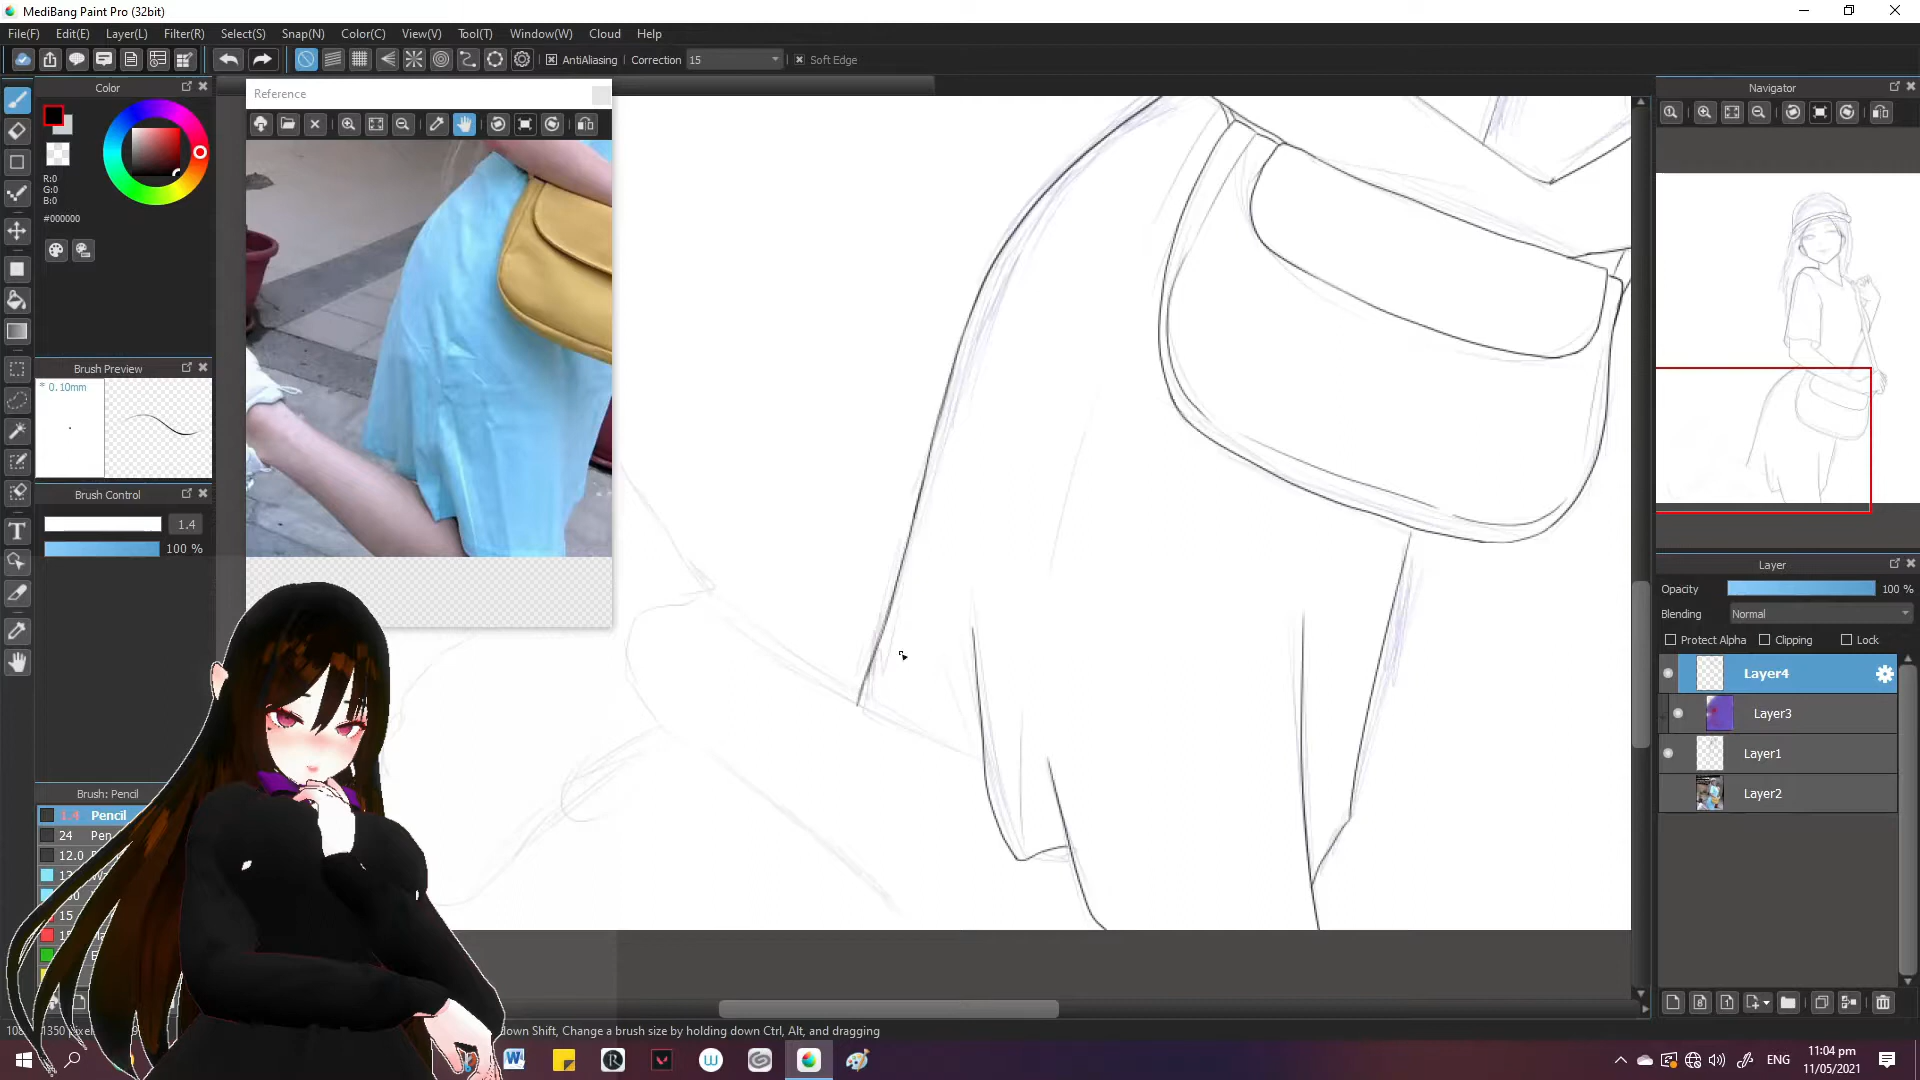 MediBang Paint Pro (32bit)
File(F) Edit(E) Layer(L) Filter(R) Select(S) Snap(N) Color(C) View(V) Tool(T) Window(W) Cloud Help
AntiAliasing Correction 15 Soft Edge
Color
Reference
Navigator
R:0
G:0
B:0
#000000
Brush Preview
* 0.10mm
Brush Control
1.4
100 %
Layer
Opacity 100 %
Blending Normal
Protect Alpha Clipping Lock
Layer4
Layer3
Layer1
Layer2
Brush: Pencil
1.4 Pencil
24 Pen
12.0
15
Shift, Change a brush size by holding down Ctrl, Alt, and dragging
ENG
11:04 pm
11/05/2021